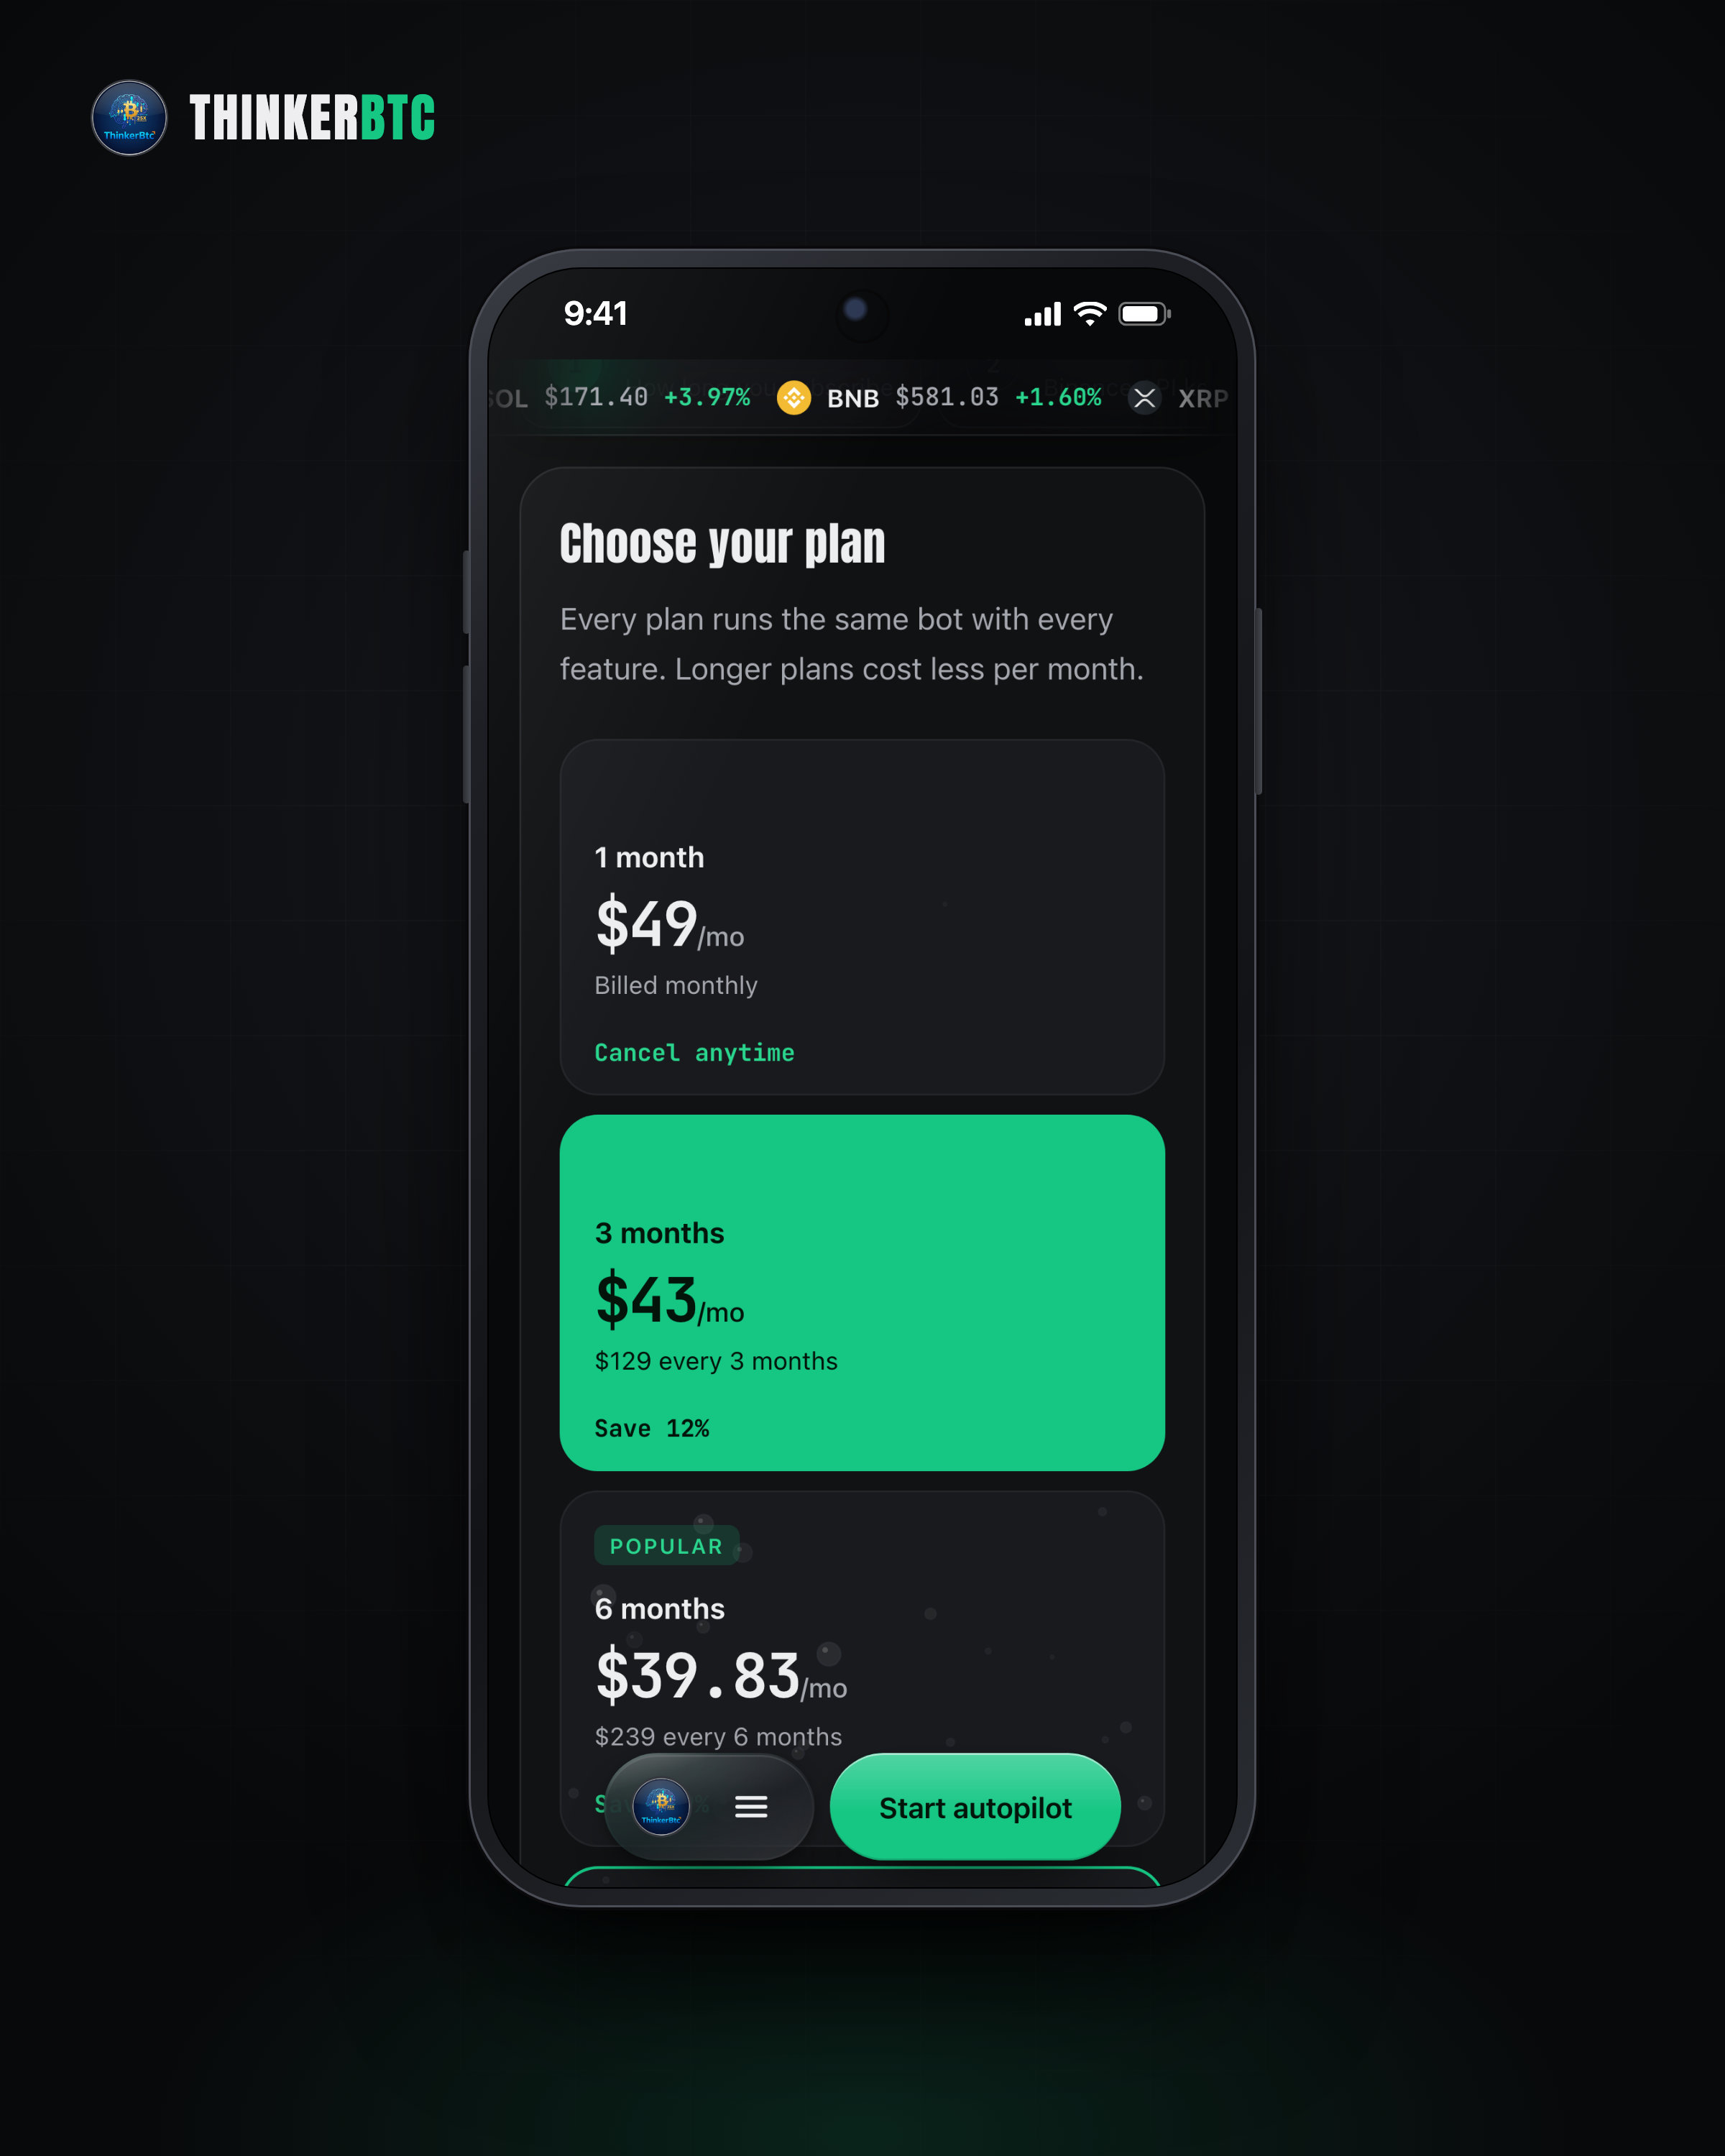 ThinkerBtc
THINKERBTC
9:41
SOL $171.40 +3.97% BNB $581.03 +1.60% XRP
Choose your plan
Every plan runs the same bot with every
feature. Longer plans cost less per month.
1 month
$49/mo
Billed monthly
Cancel anytime
3 months
$43/mo
$129 every 3 months
Save 12%
POPULAR
6 months
$39.83/mo
$239 every 6 months
ThinkerBtc
Start autopilot